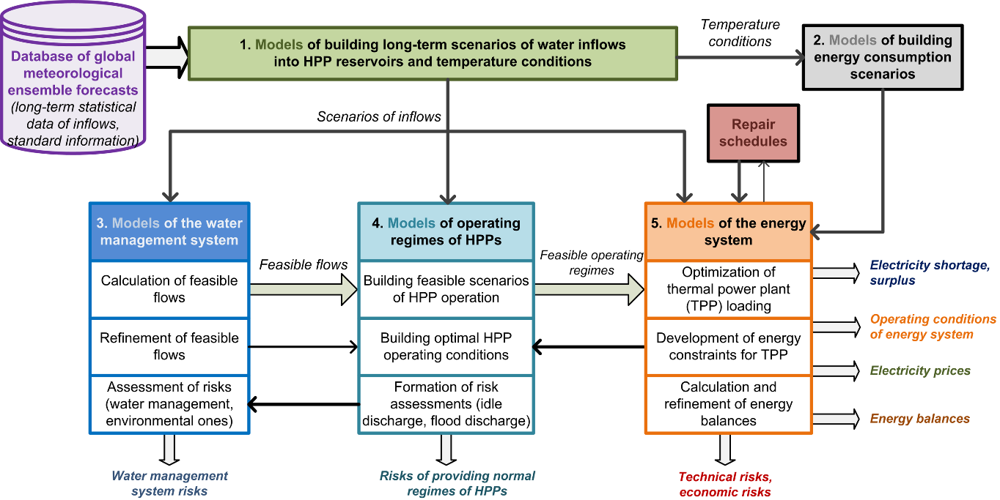 Database of global
meteorological
ensemble forecasts
(long-term statistical
data of inflows,
standard information)
1. Models of building long-term scenarios of water inflows
into HPP reservoirs and temperature conditions
Temperature
conditions
2. Models of building
energy consumption
scenarios
Scenarios of inflows
Repair
schedules
3. Models of the water
management system
Calculation of feasible
flows
Refinement of feasible
flows
Assessment of risks
(water management,
environmental ones)
Feasible flows
4. Models of operating
regimes of HPPs
Building feasible scenarios
of HPP operation
Building optimal HPP
operating conditions
Formation of risk
assessments (idle
discharge, flood discharge)
Feasible operating
regimes
5. Models of the energy
system
Optimization of
thermal power plant
(TPP) loading
Development of energy
constraints for TPP
Calculation and
refinement of energy
balances
Electricity shortage,
surplus
Operating conditions
of energy system
Electricity prices
Energy balances
Water management
system risks
Risks of providing normal
regimes of HPPs
Technical risks,
economic risks